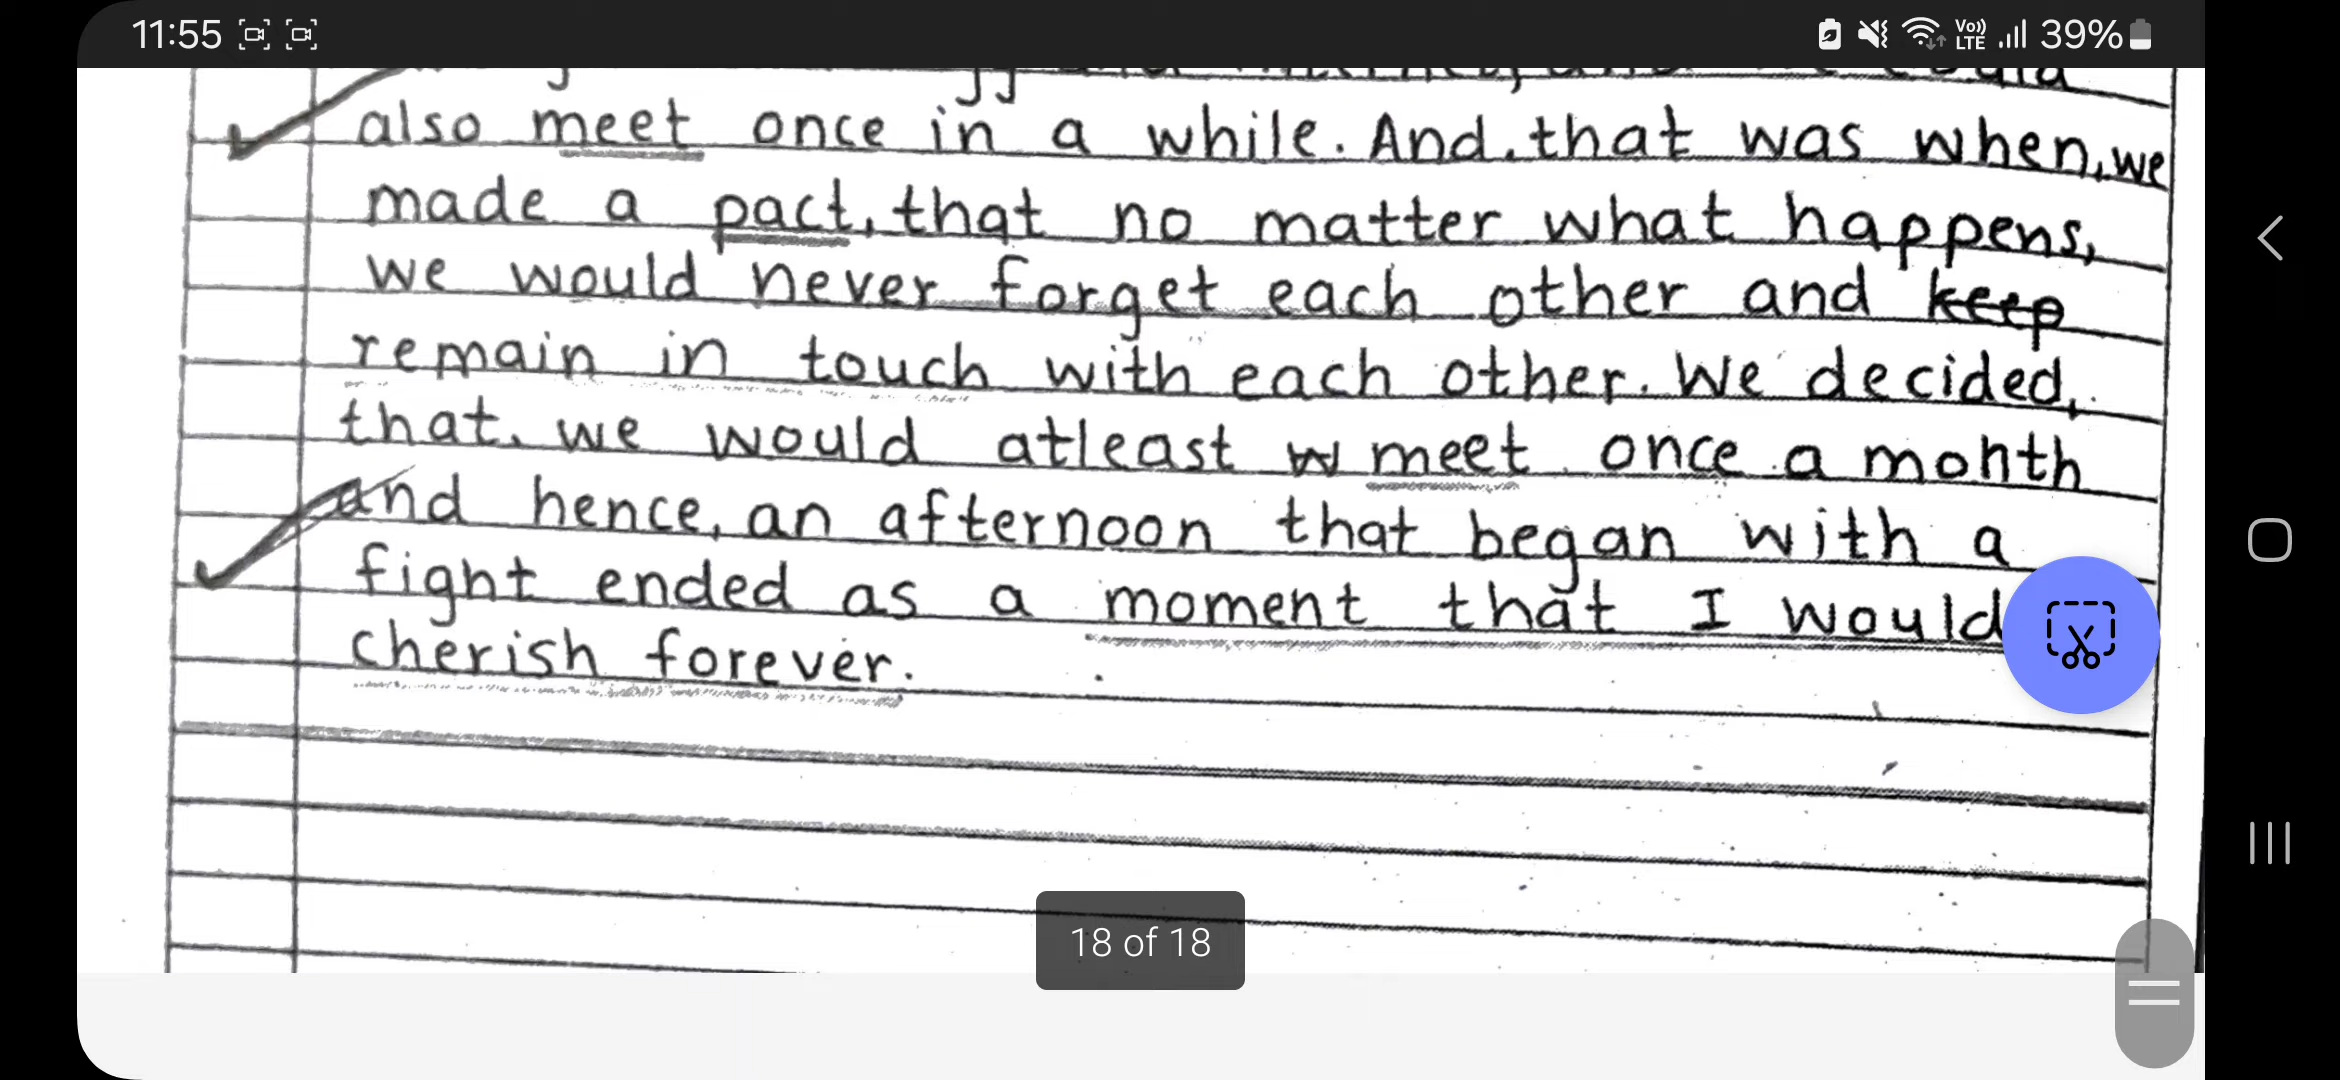 11:55
Vo)) LTE 39%
could
also meet once in a while. And, that was when, we
made a pact, that no matter what happens,
we would never forget each other and keep
remain in touch with each other. We decided,
that, we would atleast w meet once a month
and hence, an afternoon that began with a
fight ended as a moment that I would
cherish forever.
18 of 18